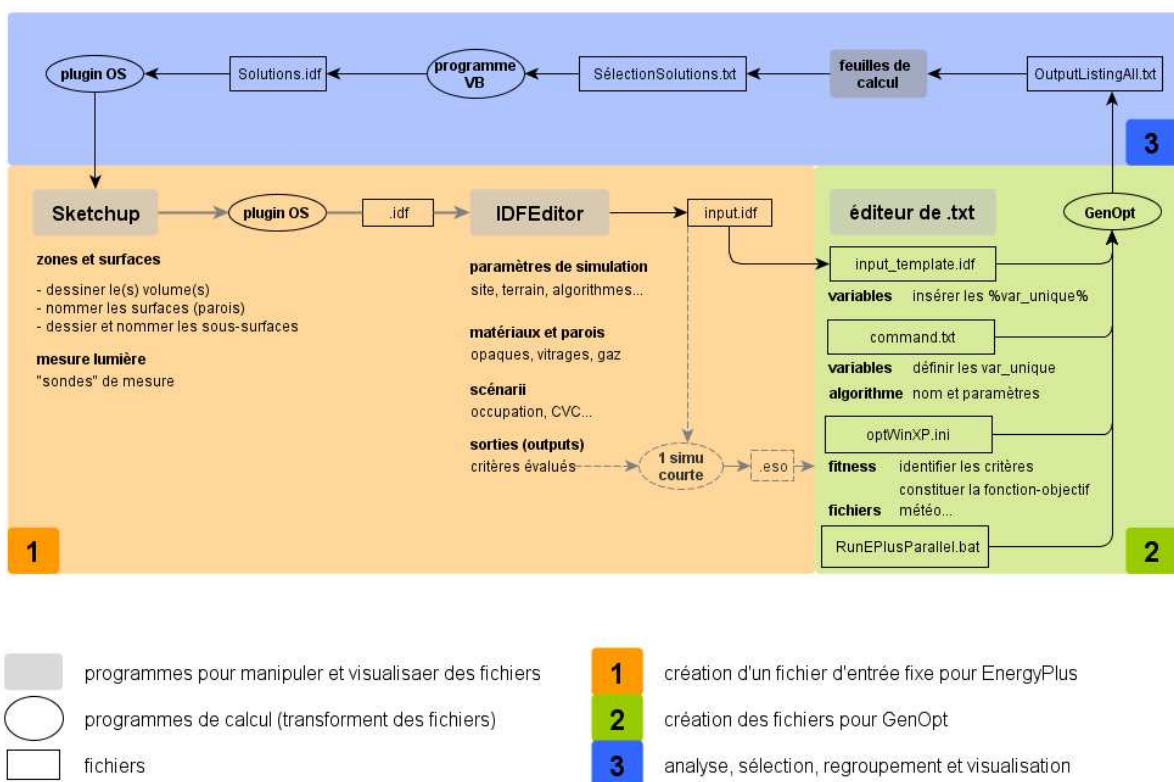 plugin OS
Solutions.idf
programme
VB
SélectionSolutions.txt
feuilles de
calcul
OutputListingAll.txt
3
Sketchup
plugin OS
.idf
IDFEditor
input.idf
éditeur de .txt
GenOpt
zones et surfaces
- dessiner le(s) volume(s)
- nommer les surfaces (parois)
- dessier et nommer les sous-surfaces
mesure lumière
"sondes" de mesure
paramètres de simulation
site, terrain, algorithmes...
matériaux et parois
opaques, vitrages, gaz
scénarii
occupation, CVC...
sorties (outputs)
critères évalués
1 simu
courte
.eso
input_template.idf
variables insérer les %var_unique%
command.txt
variables définir les var_unique
algorithme nom et paramètres
optWinXP.ini
fitness identifier les critères
constituer la fonction-objectif
fichiers météo...
RunEPlusParallel.bat
1
2
programmes pour manipuler et visualisaer des fichiers
programmes de calcul (transforment des fichiers)
fichiers
1 création d'un fichier d'entrée fixe pour EnergyPlus
2 création des fichiers pour GenOpt
3 analyse, sélection, regroupement et visualisation